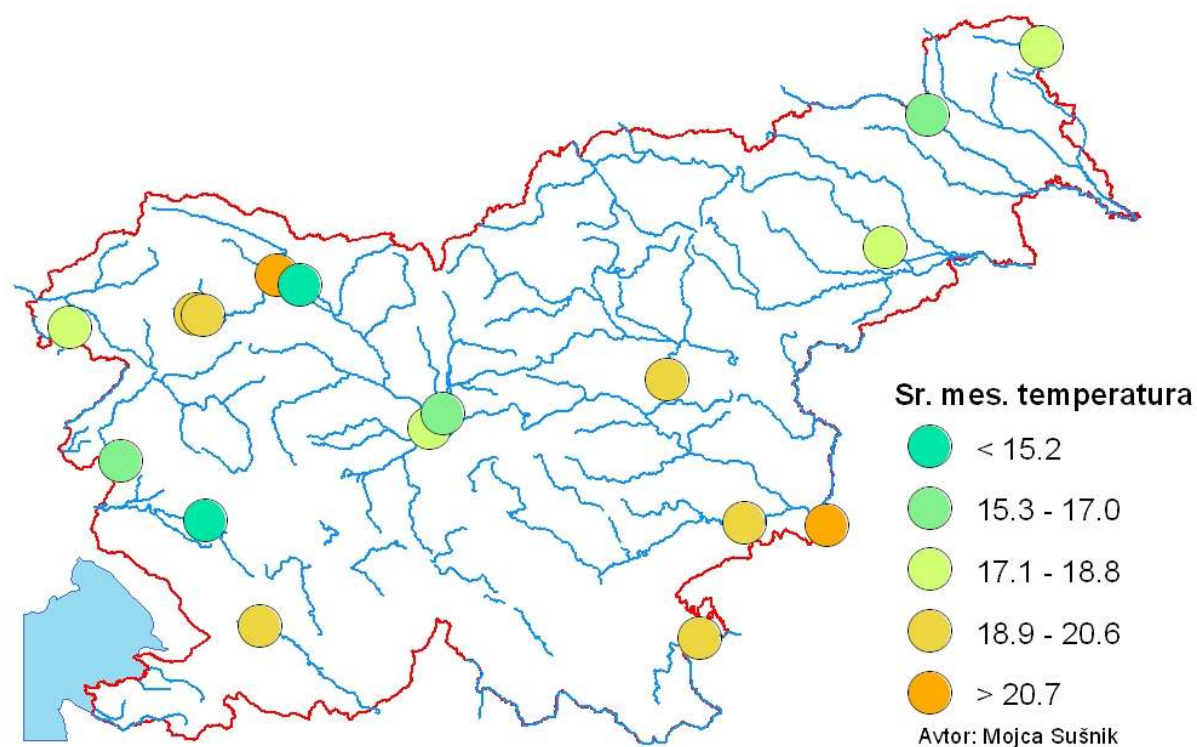 Sr. mes. temperatura
< 15.2
15.3 - 17.0
17.1 - 18.8
18.9 - 20.6
> 20.7
Avtor: Mojca Sušnik